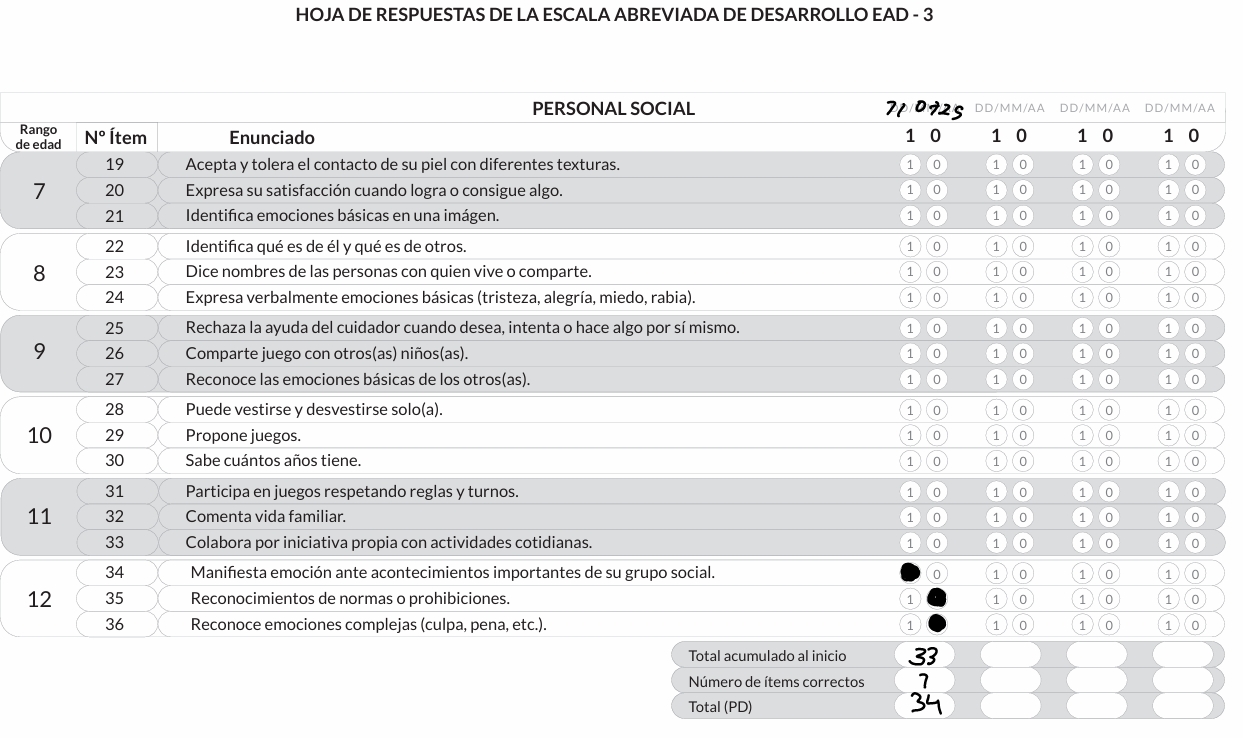 HOJA DE RESPUESTAS DE LA ESCALA ABREVIADA DE DESARROLLO EAD - 3
PERSONAL SOCIAL DD/MM/AA DD/MM/AA DD/MM/AA
Rango de edad Nº Ítem Enunciado 1 0 1 0 1 0 1 0
7
19 Acepta y tolera el contacto de su piel con diferentes texturas. 1 0 1 0 1 0 1 0
20 Expresa su satisfacción cuando logra o consigue algo. 1 0 1 0 1 0 1 0
21 Identifica emociones básicas en una imágen. 1 0 1 0 1 0 1 0
8
22 Identifica qué es de él y qué es de otros. 1 0 1 0 1 0 1 0
23 Dice nombres de las personas con quien vive o comparte. 1 0 1 0 1 0 1 0
24 Expresa verbalmente emociones básicas (tristeza, alegría, miedo, rabia). 1 0 1 0 1 0 1 0
9
25 Rechaza la ayuda del cuidador cuando desea, intenta o hace algo por sí mismo. 1 0 1 0 1 0 1 0
26 Comparte juego con otros(as) niños(as). 1 0 1 0 1 0 1 0
27 Reconoce las emociones básicas de los otros(as). 1 0 1 0 1 0 1 0
10
28 Puede vestirse y desvestirse solo(a). 1 0 1 0 1 0 1 0
29 Propone juegos. 1 0 1 0 1 0 1 0
30 Sabe cuántos años tiene. 1 0 1 0 1 0 1 0
11
31 Participa en juegos respetando reglas y turnos. 1 0 1 0 1 0 1 0
32 Comenta vida familiar. 1 0 1 0 1 0 1 0
33 Colabora por iniciativa propia con actividades cotidianas. 1 0 1 0 1 0 1 0
12
34 Manifiesta emoción ante acontecimientos importantes de su grupo social. 0 1 0 1 0 1 0
35 Reconocimientos de normas o prohibiciones. 1 1 0 1 0 1 0
36 Reconoce emociones complejas (culpa, pena, etc.). 1 1 0 1 0 1 0
Total acumulado al inicio 33
Número de ítems correctos 1
Total (PD) 34